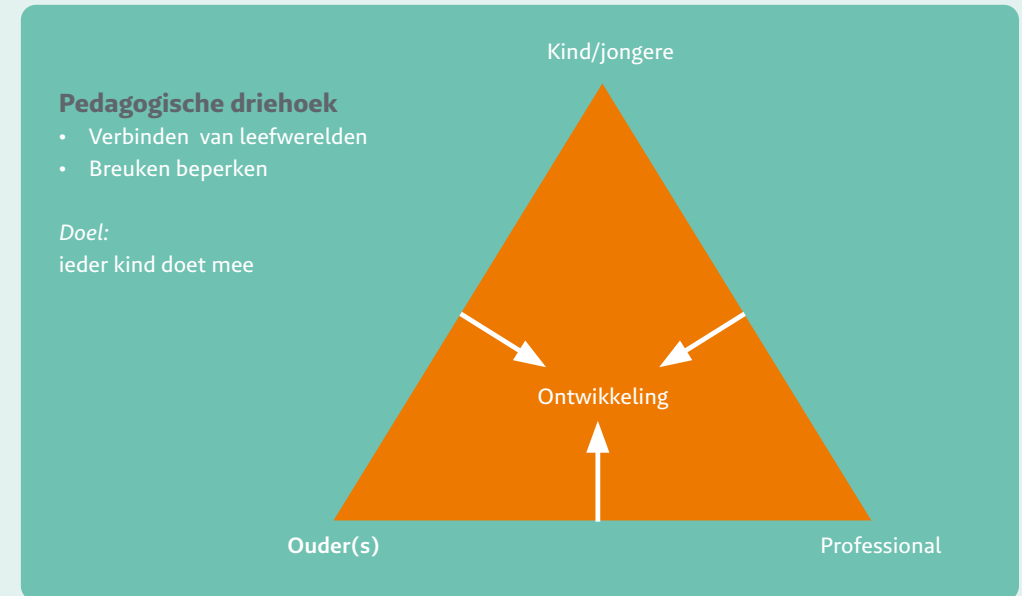 Kind/jongere
Pedagogische driehoek
• Verbinden van leefwerelden
• Breuken beperken
Doel:
ieder kind doet mee
Ontwikkeling
Ouder(s)
Professional